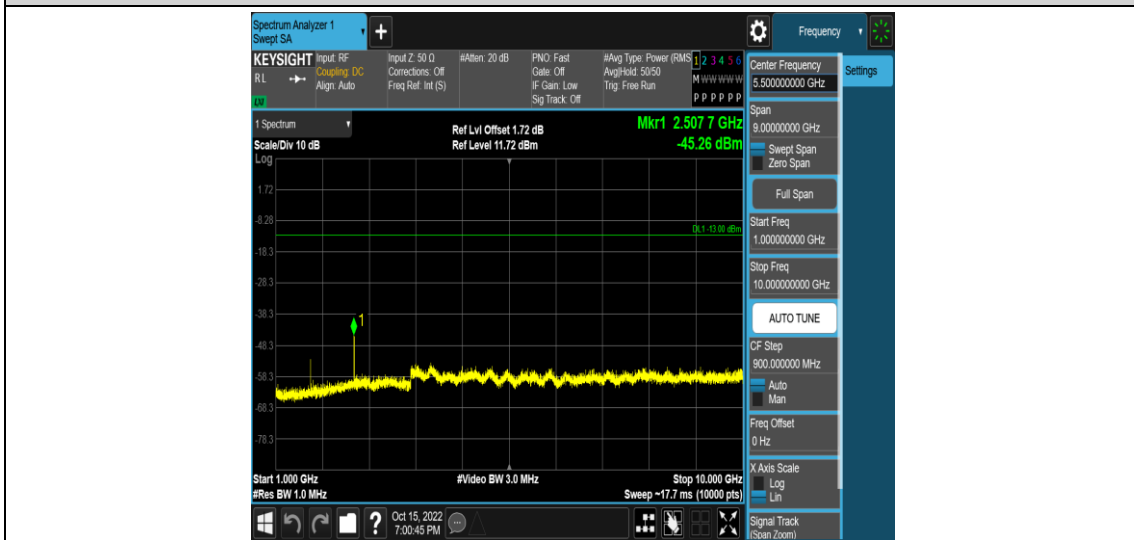 Spectrum Analyzer 1
Swept SA
+
Frequency
KEYSIGHT
RL
LXI
Input: RF
Coupling: DC
Align: Auto
Input Z: 50 Ω
Corrections: Off
Freq Ref: Int (S)
#Atten: 20 dB
PNO: Fast
Gate: Off
IF Gain: Low
Sig Track: Off
#Avg Type: Power (RMS
Avg|Hold: 50/50
Trig: Free Run
1 2 3 4 5 6
M W W W W W
P P P P P P
1 Spectrum
Scale/Div 10 dB
Log
Ref Lvl Offset 1.72 dB
Ref Level 11.72 dBm
Mkr1 2.507 7 GHz
-45.26 dBm
1.72
-8.28
DL1 -13.00 dBm
-18.3
-28.3
-38.3
1
-48.3
-58.3
-68.3
-78.3
Start 1.000 GHz
#Res BW 1.0 MHz
#Video BW 3.0 MHz
Stop 10.000 GHz
Sweep ~17.7 ms (10000 pts)
Center Frequency
5.500000000 GHz
Settings
Span
9.00000000 GHz
Swept Span
Zero Span
Full Span
Start Freq
1.000000000 GHz
Stop Freq
10.000000000 GHz
AUTO TUNE
CF Step
900.000000 MHz
Auto
Man
Freq Offset
0 Hz
X Axis Scale
Log
Lin
Signal Track
(Span Zoom)
?
Oct 15, 2022
7:00:45 PM